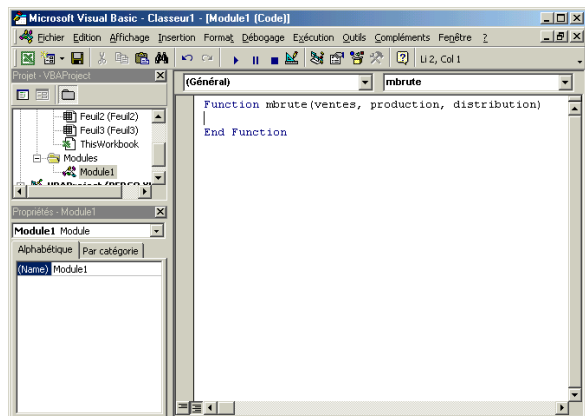 Microsoft Visual Basic - Classeur1 - [Module1 (Code)]
Fichier Edition Affichage Insertion Format Débogage Exécution Outils Compléments Fenêtre ?
Li 2, Col 1
Projet - VBAProject
Feuil2 (Feuil2)
Feuil3 (Feuil3)
ThisWorkbook
Modules
Module1
Propriétés - Module1
Module1 Module
Alphabétique Par catégorie
(Name) Module1
(Général) mbrute
Function mbrute(ventes, production, distribution)
End Function